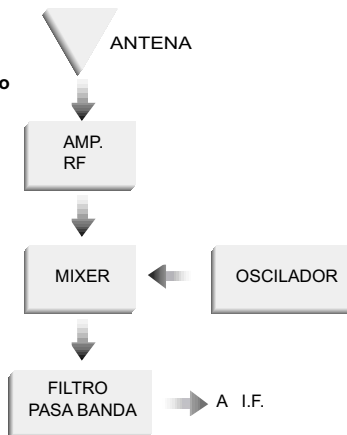 ANTENA
o
AMP.
RF
MIXER
OSCILADOR
FILTRO
PASA BANDA
A I.F.